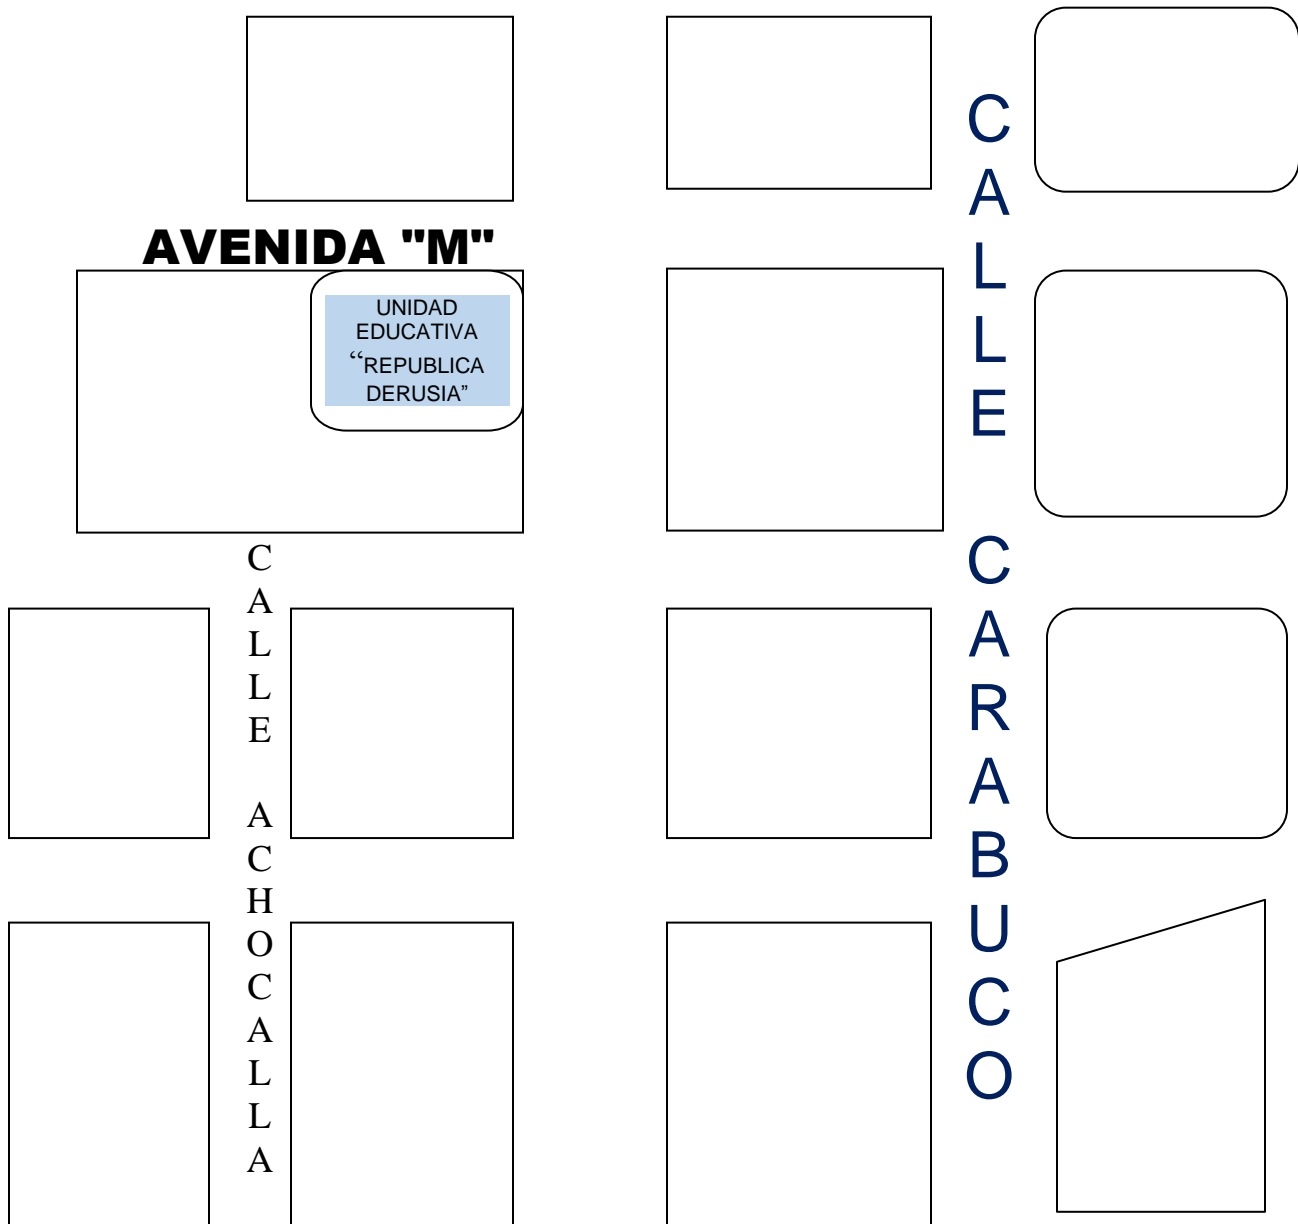 AVENIDA "M"
UNIDAD
EDUCATIVA
“REPUBLICA
DERUSIA”
CALLE ACHOCALLA
CALLE CARABUCO